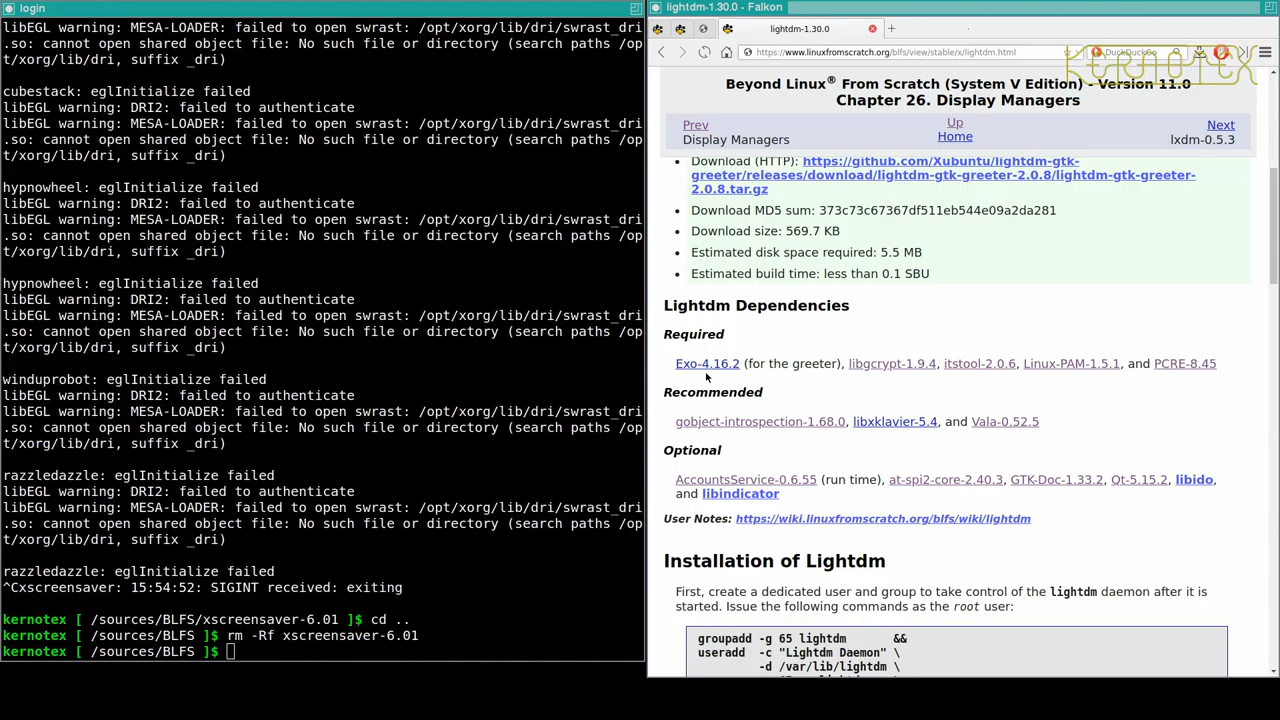 login
libEGL warning: MESA-LOADER: failed to open swrast: /opt/xorg/lib/dri/swrast_dri
.so: cannot open shared object file: No such file or directory (search paths /op
t/xorg/lib/dri, suffix _dri)
cubestack: eglInitialize failed
libEGL warning: DRI2: failed to authenticate
libEGL warning: MESA-LOADER: failed to open swrast: /opt/xorg/lib/dri/swrast_dri
.so: cannot open shared object file: No such file or directory (search paths /op
t/xorg/lib/dri, suffix _dri)
hypnowheel: eglInitialize failed
libEGL warning: DRI2: failed to authenticate
libEGL warning: MESA-LOADER: failed to open swrast: /opt/xorg/lib/dri/swrast_dri
.so: cannot open shared object file: No such file or directory (search paths /op
t/xorg/lib/dri, suffix _dri)
hypnowheel: eglInitialize failed
libEGL warning: DRI2: failed to authenticate
libEGL warning: MESA-LOADER: failed to open swrast: /opt/xorg/lib/dri/swrast_dri
.so: cannot open shared object file: No such file or directory (search paths /op
t/xorg/lib/dri, suffix _dri)
winduprobot: eglInitialize failed
libEGL warning: DRI2: failed to authenticate
libEGL warning: MESA-LOADER: failed to open swrast: /opt/xorg/lib/dri/swrast_dri
.so: cannot open shared object file: No such file or directory (search paths /op
t/xorg/lib/dri, suffix _dri)
razzledazzle: eglInitialize failed
libEGL warning: DRI2: failed to authenticate
libEGL warning: MESA-LOADER: failed to open swrast: /opt/xorg/lib/dri/swrast_dri
.so: cannot open shared object file: No such file or directory (search paths /op
t/xorg/lib/dri, suffix _dri)
razzledazzle: eglInitialize failed
^Cxscreensaver: 15:54:52: SIGINT received: exiting
kernotex [ /sources/BLFS/xscreensaver-6.01 ]$ cd ..
kernotex [ /sources/BLFS ]$ rm -Rf xscreensaver-6.01
kernotex [ /sources/BLFS ]$
lightdm-1.30.0 - Falkon
lightdm-1.30.0
https://www.linuxfromscratch.org/blfs/view/stable/x/lightdm.html
DuckDuckGo
KERNOTEX
Beyond Linux® From Scratch (System V Edition) - Version 11.0
Chapter 26. Display Managers
Prev
Up
Next
Display Managers
Home
lxdm-0.5.3
• Download (HTTP): https://github.com/Xubuntu/lightdm-gtk-
greeter/releases/download/lightdm-gtk-greeter-2.0.8/lightdm-gtk-greeter-
2.0.8.tar.gz
• Download MD5 sum: 373c73c67367df511eb544e09a2da281
• Download size: 569.7 KB
• Estimated disk space required: 5.5 MB
• Estimated build time: less than 0.1 SBU
Lightdm Dependencies
Required
Exo-4.16.2 (for the greeter), libgcrypt-1.9.4, itstool-2.0.6, Linux-PAM-1.5.1, and PCRE-8.45
Recommended
gobject-introspection-1.68.0, libxklavier-5.4, and Vala-0.52.5
Optional
AccountsService-0.6.55 (run time), at-spi2-core-2.40.3, GTK-Doc-1.33.2, Qt-5.15.2, libido,
and libindicator
User Notes: https://wiki.linuxfromscratch.org/blfs/wiki/lightdm
Installation of Lightdm
First, create a dedicated user and group to take control of the lightdm daemon after it is
started. Issue the following commands as the root user:
groupadd -g 65 lightdm &&
useradd -c "Lightdm Daemon" \
-d /var/lib/lightdm \